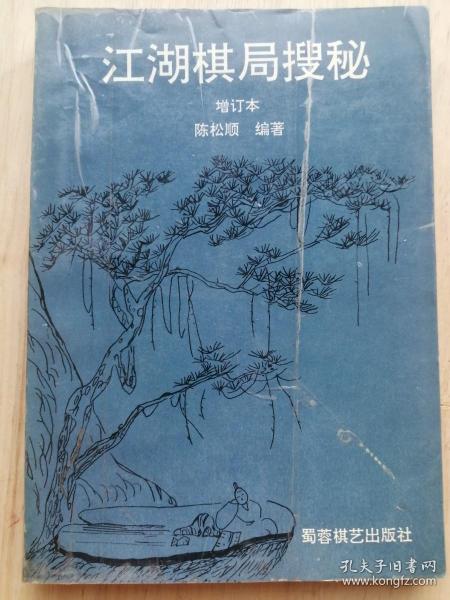 江湖棋局搜秘
增订本
陈松顺 编著
蜀蓉棋艺出版社
孔夫子旧书网
www.kongfz.com